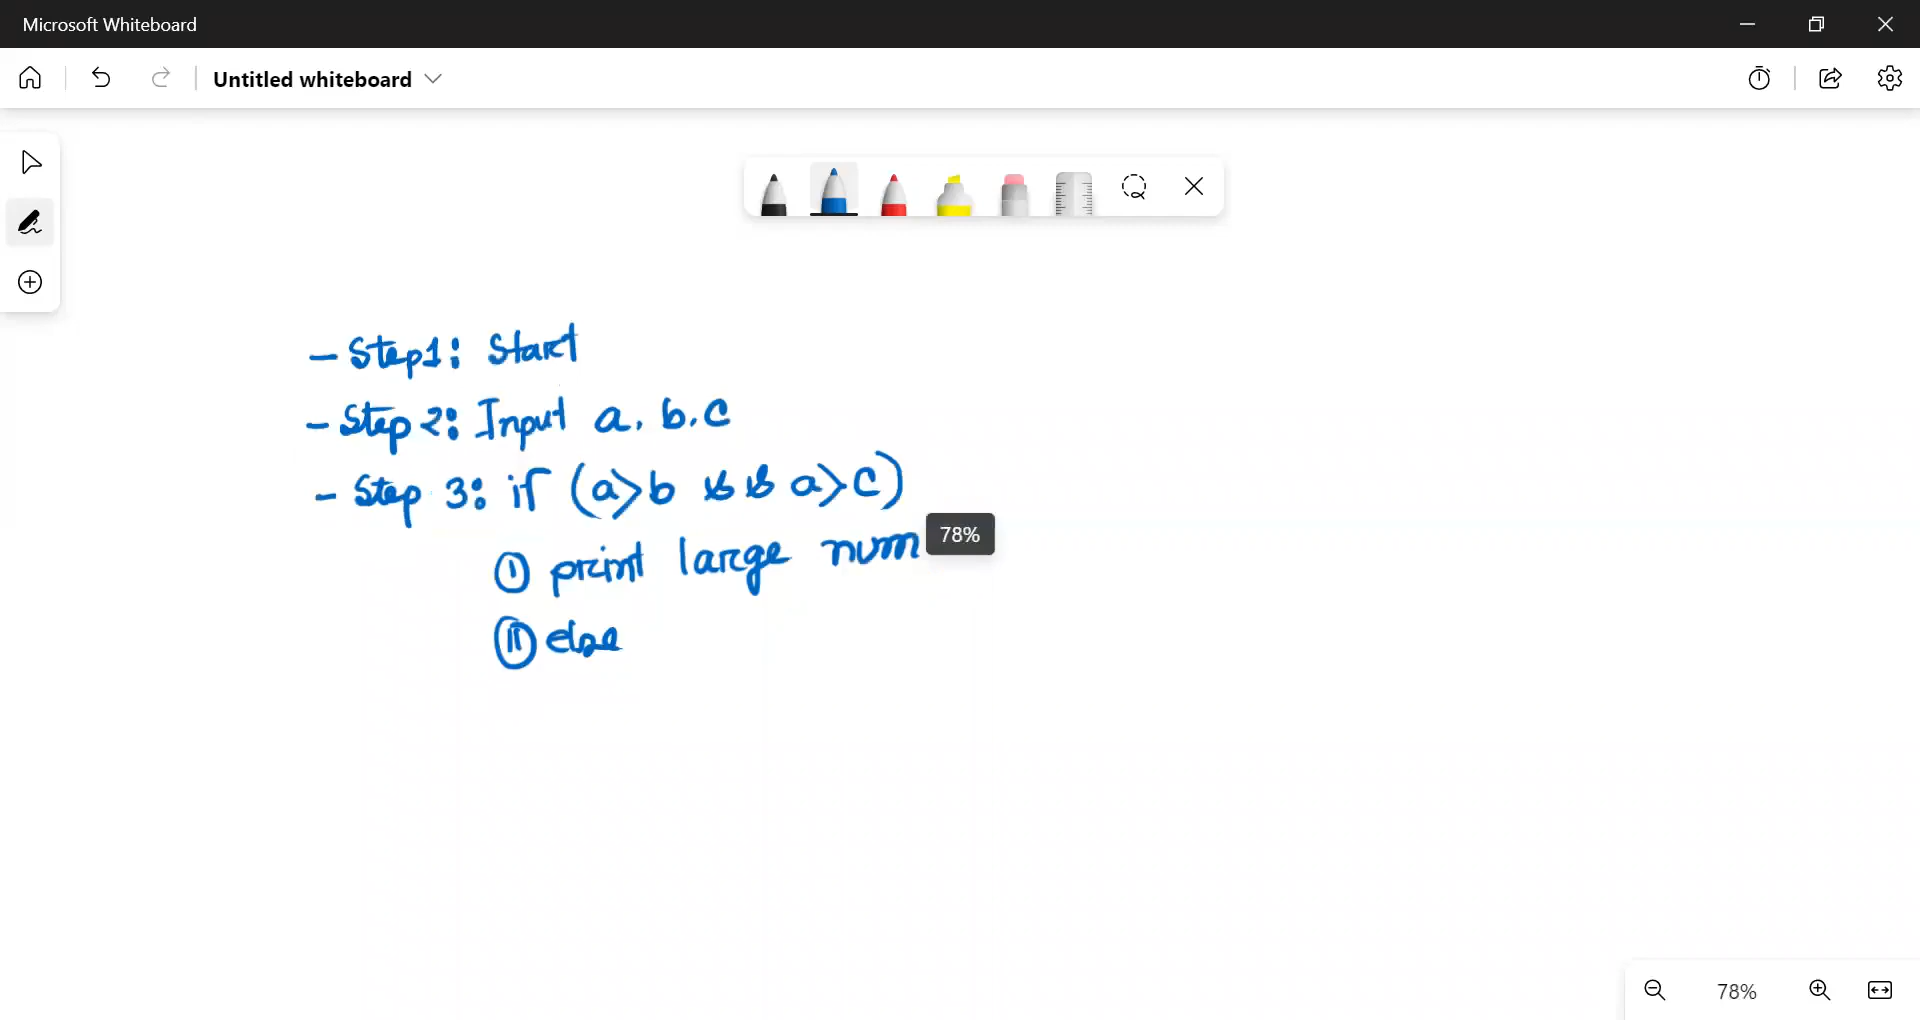 Microsoft Whiteboard
Untitled whiteboard
- Step1: Start
- Step 2: Input a, b, c
- Step 3: if (a>b && a>c)
① print large num
78%
ⓘⓘ else
78%